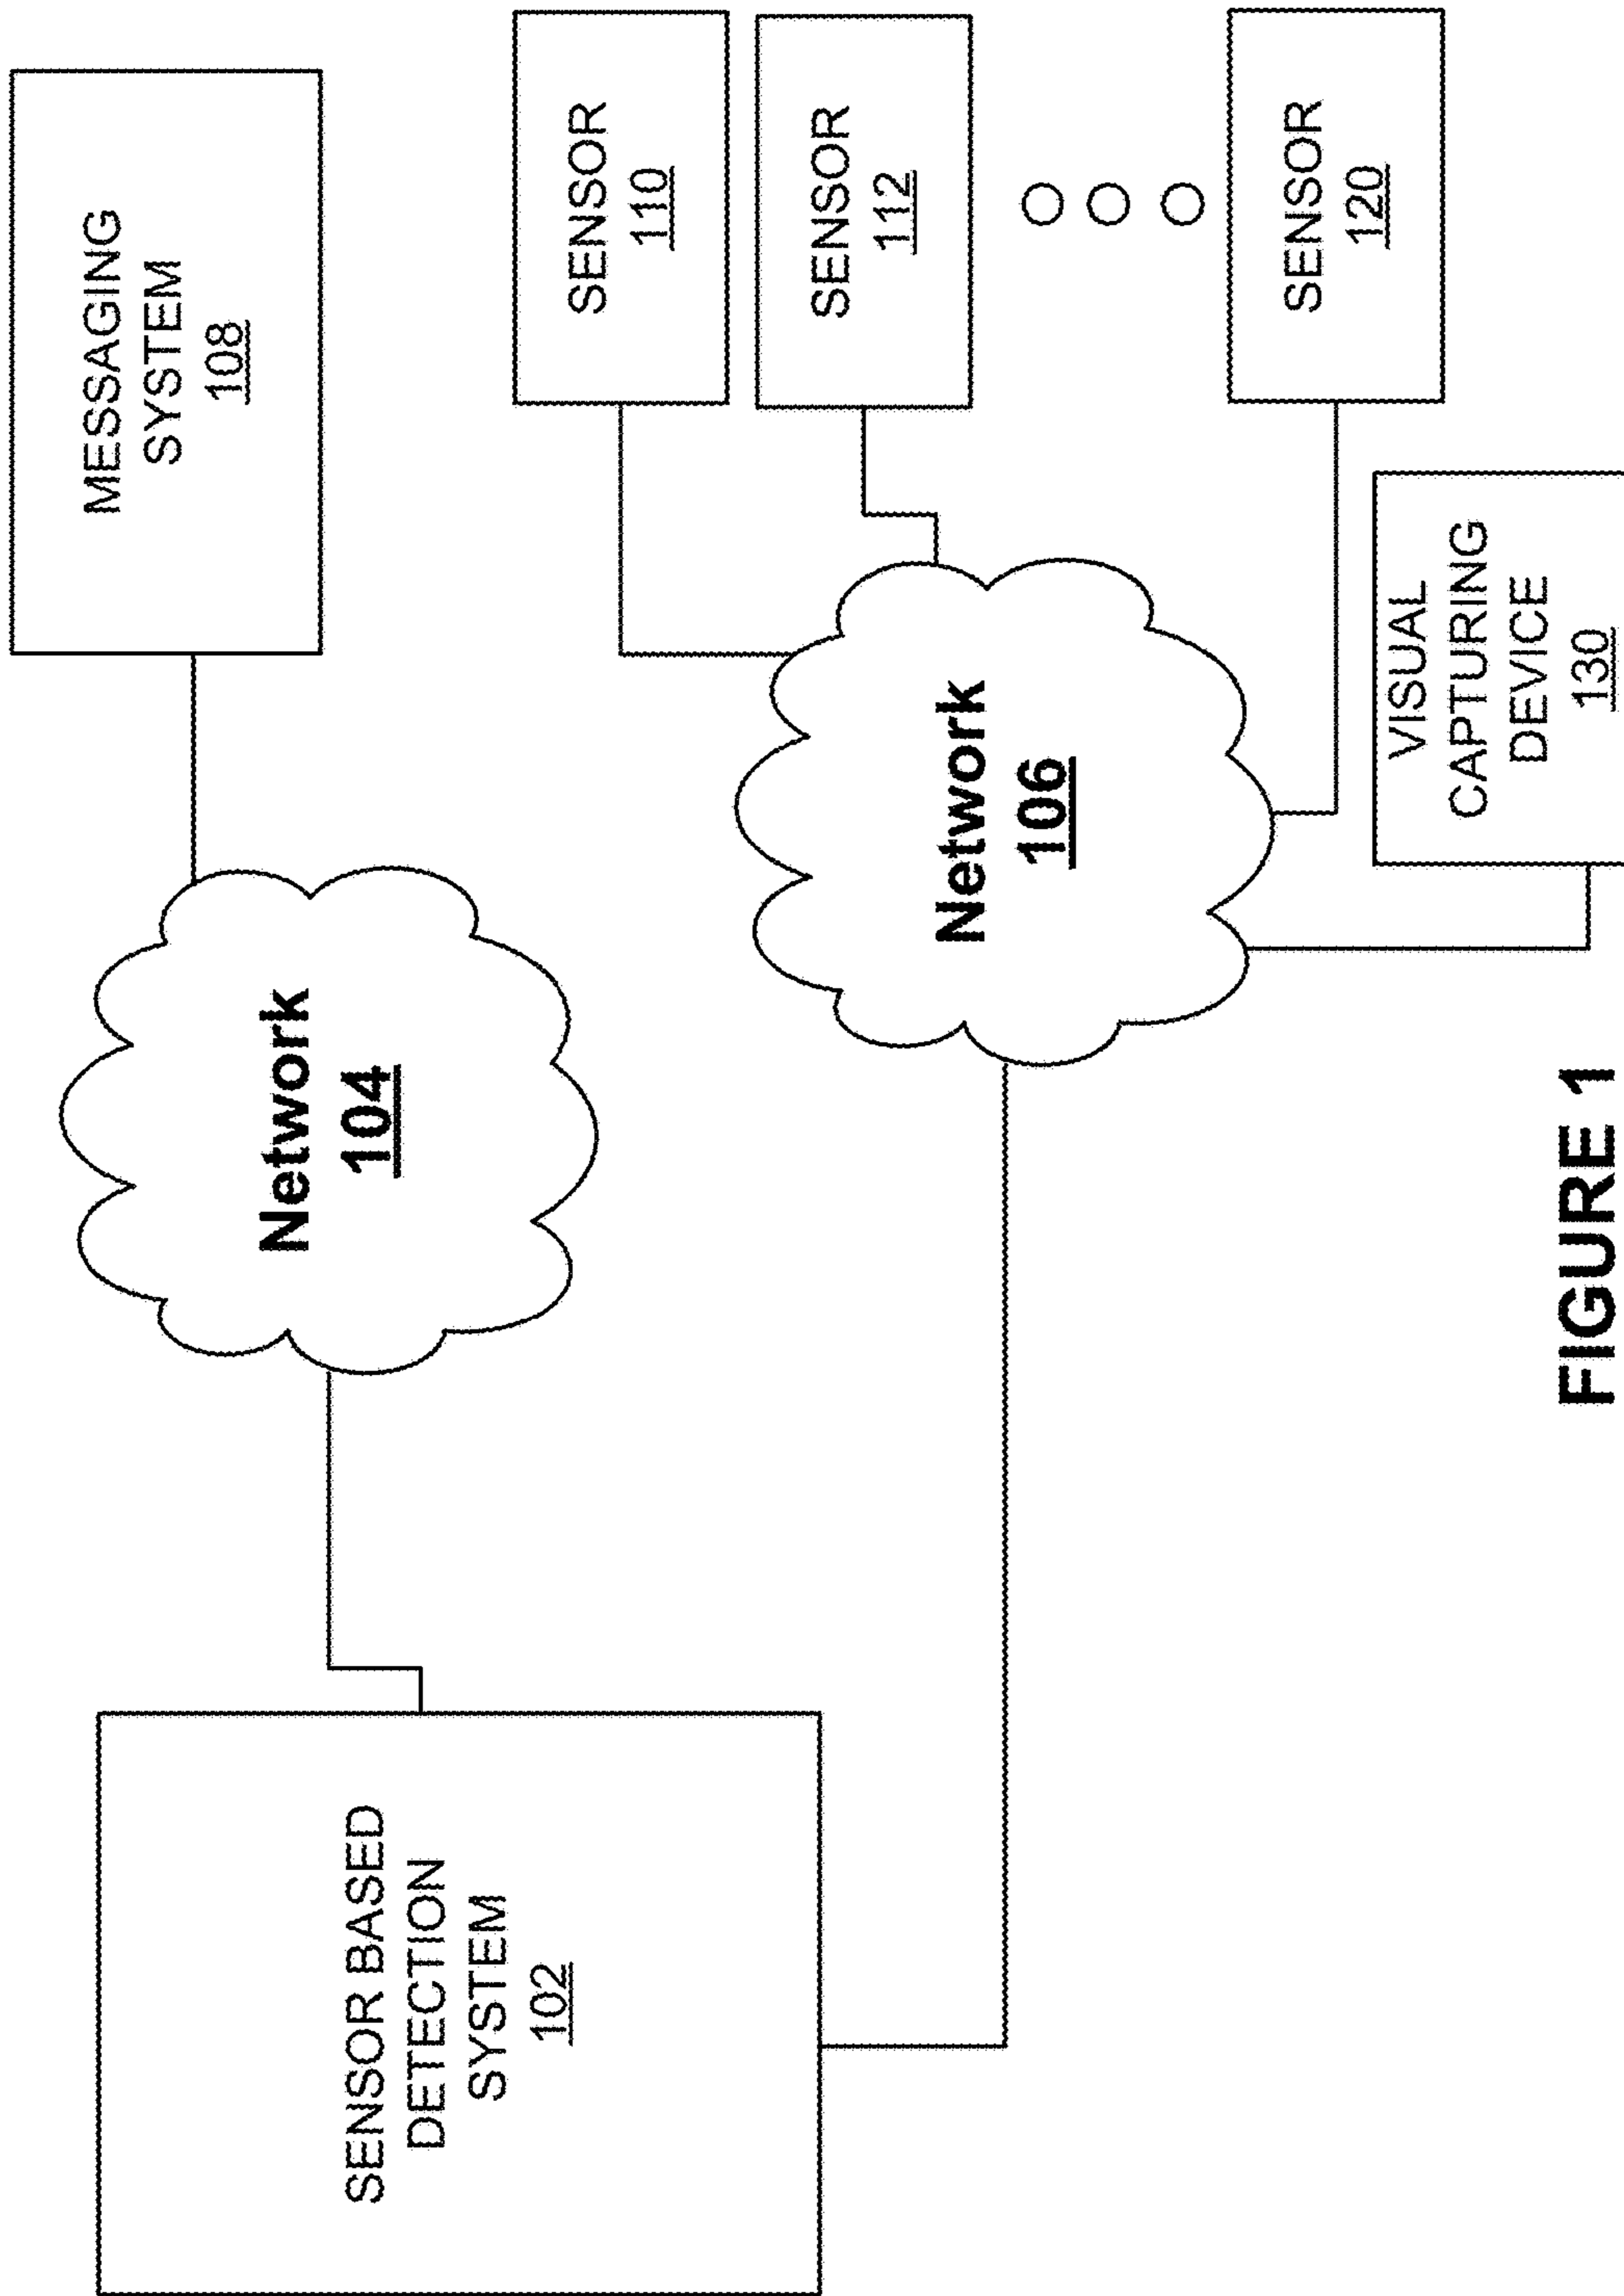 MESSAGING
SYSTEM
108
SENSOR
110
SENSOR
112
SENSOR
120
Network
104
Network
106
VISUAL
CAPTURING
DEVICE
130
SENSOR BASED
DETECTION
SYSTEM
102
FIGURE 1